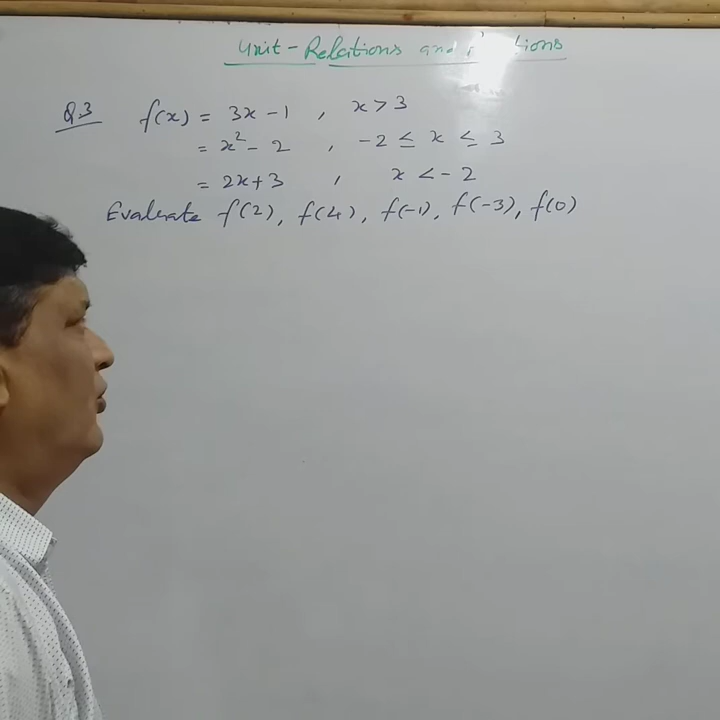 Unit - Relations and
Q.3 f(x) = 3x - 1 , x > 3
= x² - 2 , -2 ≤ x ≤ 3
= 2x + 3 , x < - 2
Evaluate f(2), f(4), f(-1), f(-3), f(0)